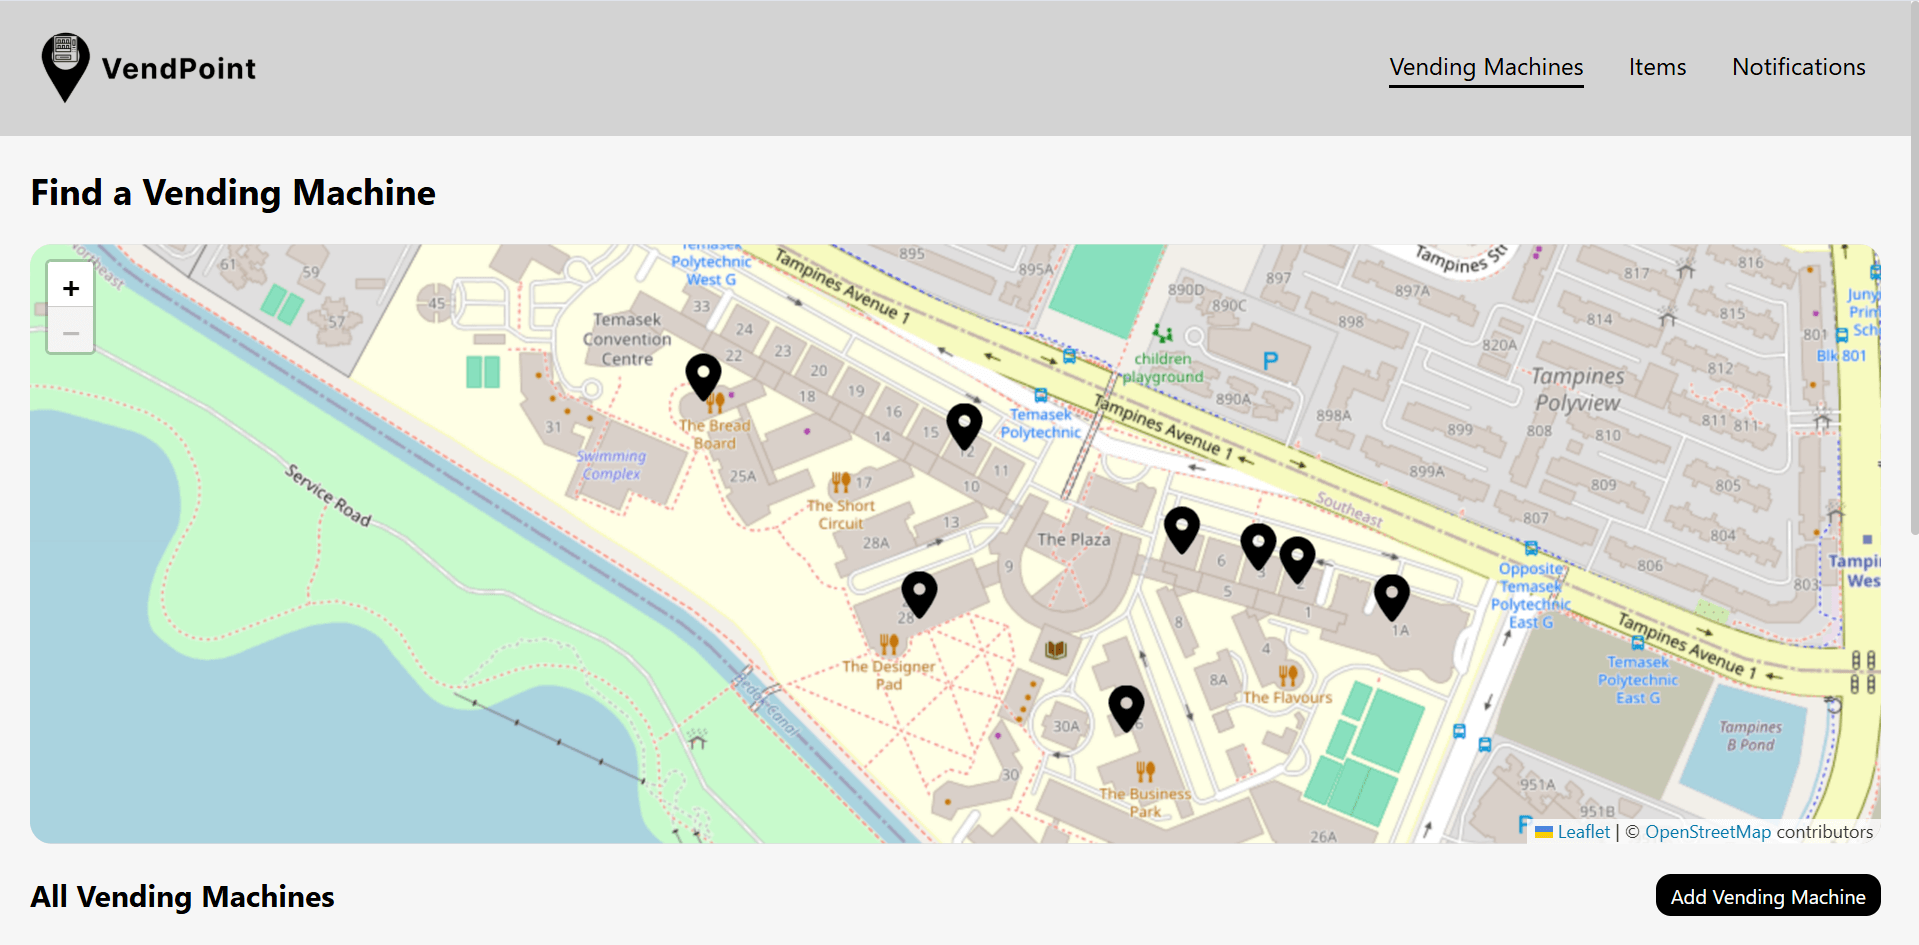 VendPoint
Vending Machines
Items
Notifications
Find a Vending Machine
+
−
61
59
57
45
33
Temasek
Polytechnic
West G
Tampines Avenue 1
895
895A
890D
890C
897
897A
Tampines Str
817
816
814
815
801
Blk 801
898
820A
812
811
811
Temasek
Convention
Centre
24
23
22
20
19
18
16
15
14
12
11
10
children
playground
P
890A
898A
899
899A
Tampines
Polyview
808
810
809
805
807
804
806
803
Temasek
Polytechnic
Tampines Avenue 1
Southeast
31
The Bread
Board
Swimming
Complex
25A
17
The Short
Circuit
13
28A
Service Road
The Plaza
9
6
5
3
2
1
1A
Opposite
Temasek
Polytechnic
East G
Tampines Avenue 1
Temasek
Polytechnic
East G
28
The Designer
Pad
8
4
8A
The Flavours
30A
30
Bedok Canal
The Business
Park
26A
951A
951B
P
Tampines
B Pond
Leaflet | © OpenStreetMap contributors
All Vending Machines
Add Vending Machine